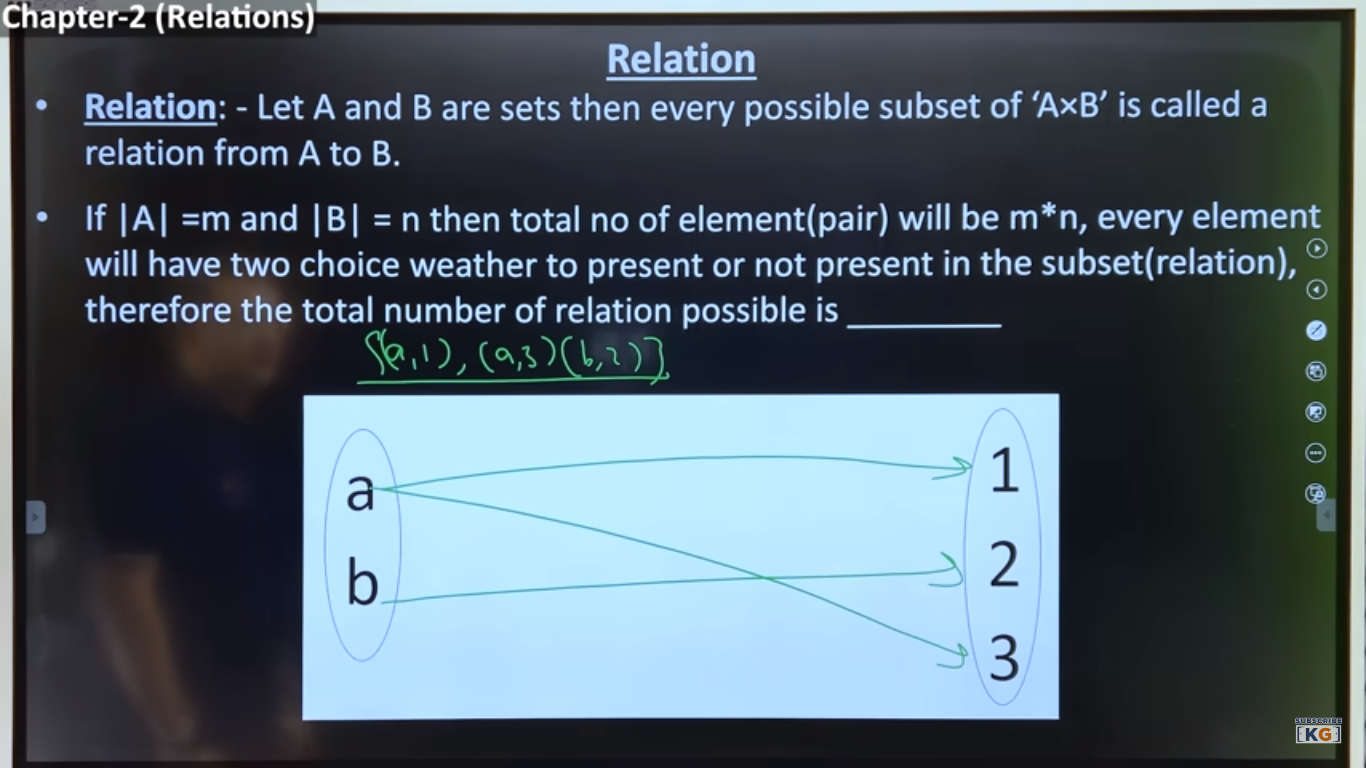 Chapter-2 (Relations)
Relation
• Relation: - Let A and B are sets then every possible subset of ‘A×B’ is called a
relation from A to B.
• If |A| =m and |B| = n then total no of element(pair) will be m*n, every element
will have two choice weather to present or not present in the subset(relation),
therefore the total number of relation possible is ________
{(a,1), (a,3)(b,2)}
a
b
1
2
3
SUBSCRIBE
[KG]